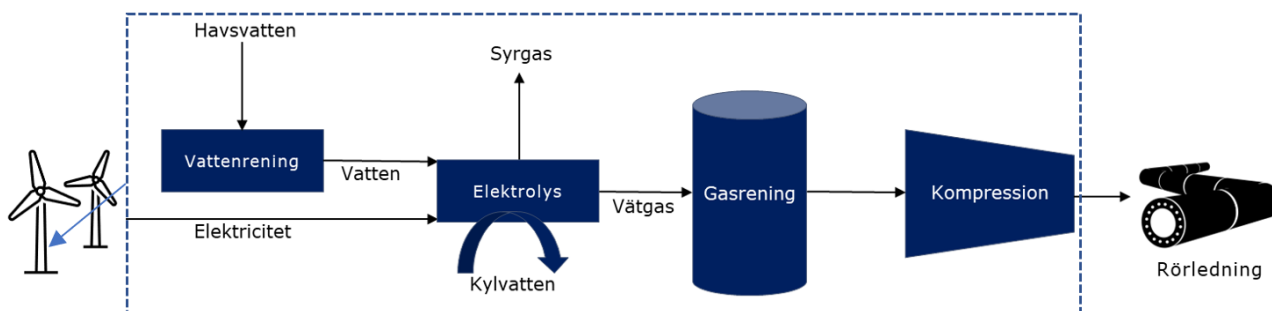 Havsvatten
Syrgas
Vattenrening
Vatten
Elektrolys
Vätgas
Gasrening
Kompression
Elektricitet
Kylvatten
Rörledning